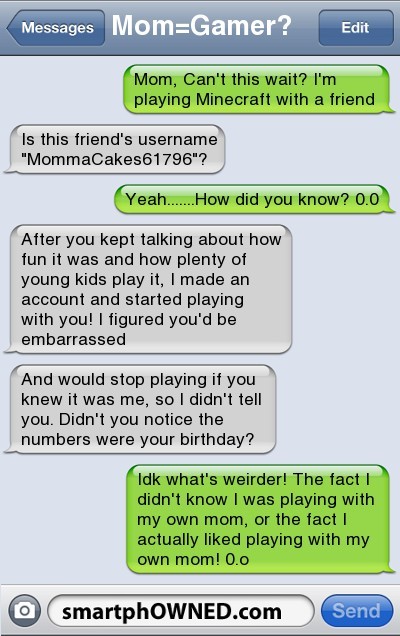 Messages
Mom=Gamer?
Edit
Mom, Can't this wait? I'm
playing Minecraft with a friend
Is this friend's username
"MommaCakes61796"?
Yeah.......How did you know? 0.0
After you kept talking about how
fun it was and how plenty of
young kids play it, I made an
account and started playing
with you! I figured you'd be
embarrassed
And would stop playing if you
knew it was me, so I didn't tell
you. Didn't you notice the
numbers were your birthday?
Idk what's weirder! The fact I
didn't know I was playing with
my own mom, or the fact I
actually liked playing with my
own mom! 0.o
smartphOWNED.com
Send